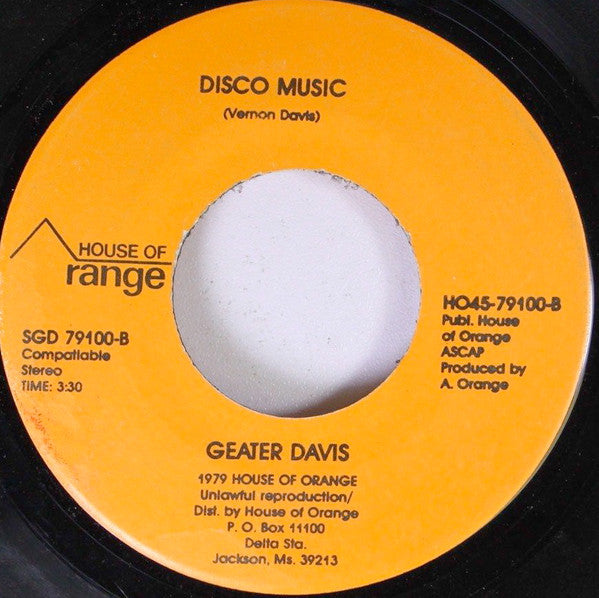 DISCO MUSIC
(Vernon Davis)
HOUSE OF
range
SGD 79100-B
Compatiable
Stereo
TIME: 3:30
HO45-79100-B
Publ. House
of Orange
ASCAP
Produced by
A. Orange
GEATER DAVIS
1979 HOUSE OF ORANGE
Unlawful reproduction/
Dist. by House of Orange
P. O. Box 11100
Delta Sta.
Jackson, Ms. 39213